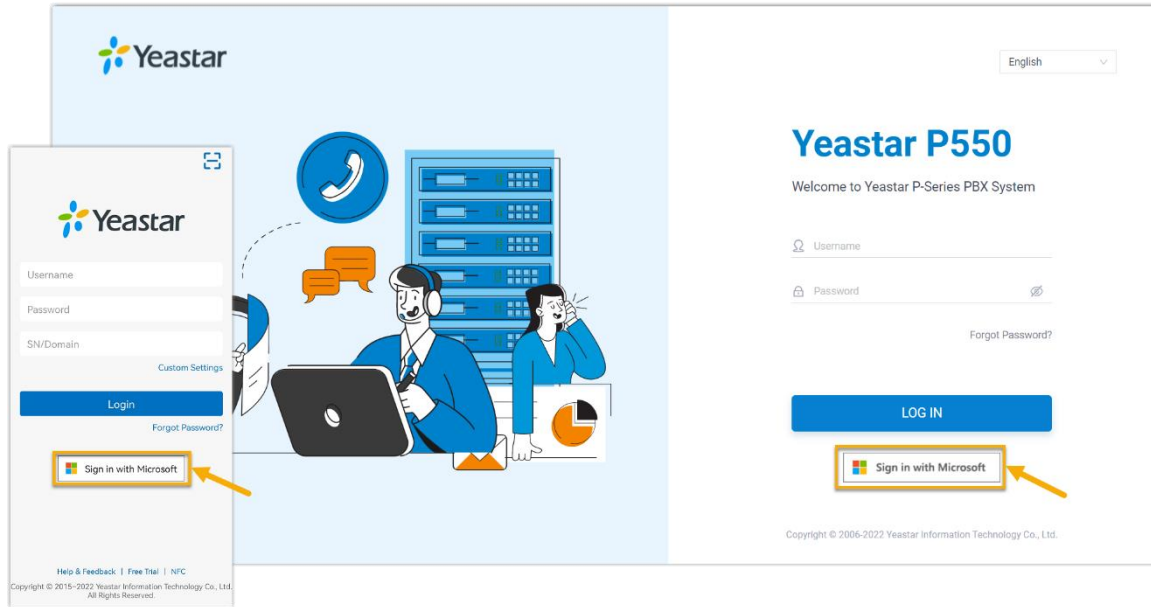 Yeastar
English
Yeastar P550
Welcome to Yeastar P-Series PBX System
Username
Password
Forgot Password?
LOG IN
Sign in with Microsoft
Copyright © 2006-2022 Yeastar Information Technology Co., Ltd.
Yeastar
Username
Password
SN/Domain
Custom Settings
Login
Forgot Password?
Sign in with Microsoft
Help & Feedback | Free Trial | NFC
Copyright © 2015-2022 Yeastar Information Technology Co., Ltd.
All Rights Reserved.